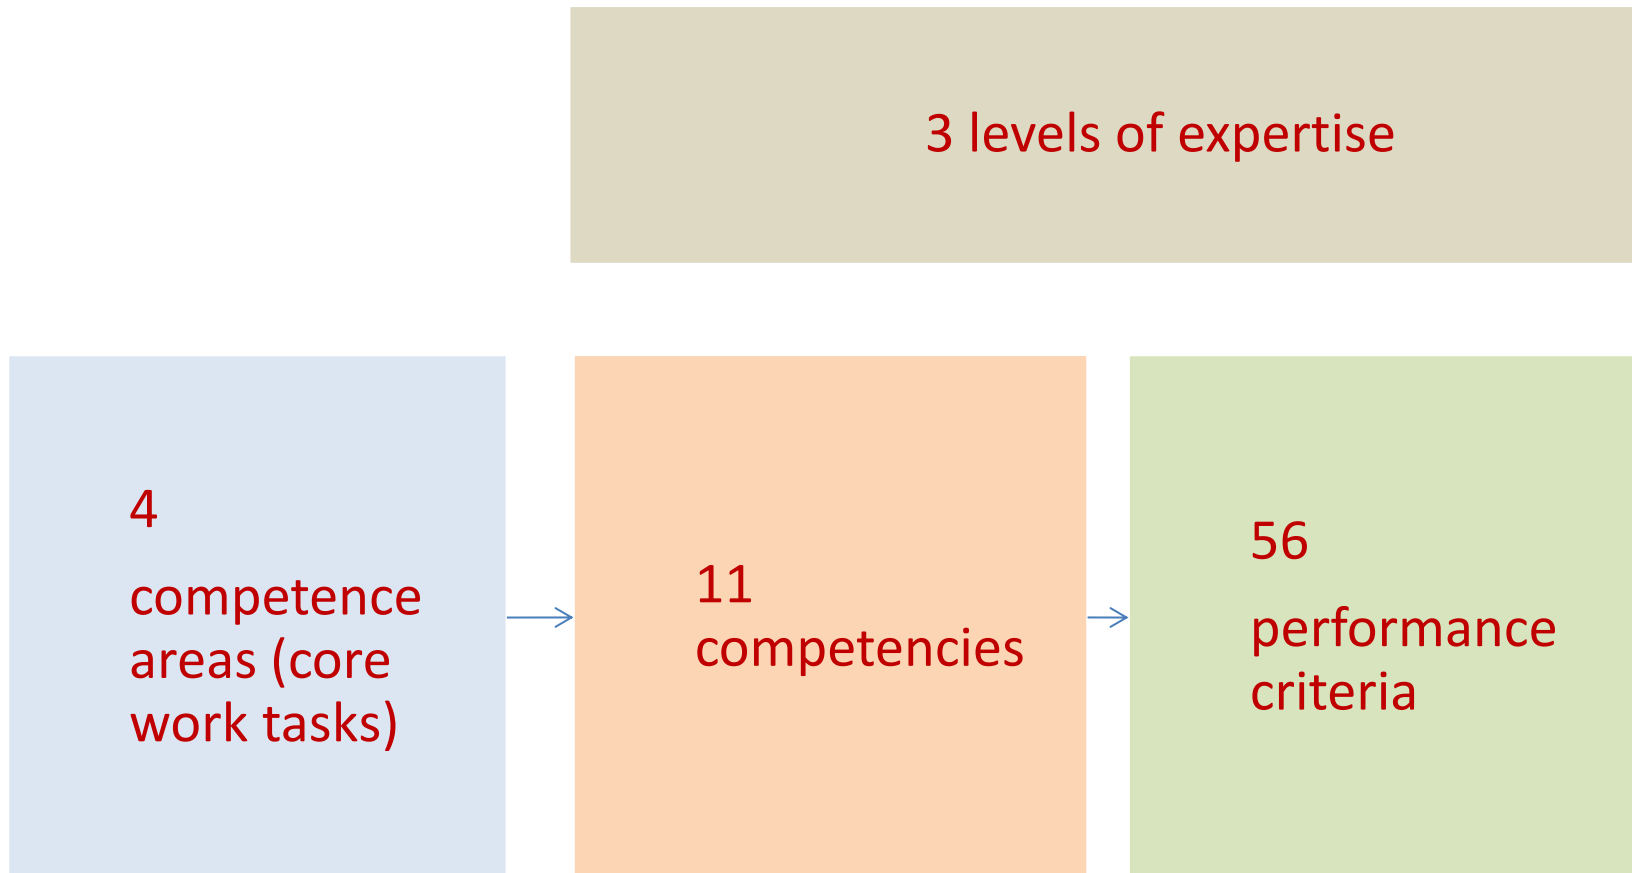 3 levels of expertise
4
competence
areas (core
work tasks)
11
competencies
56
performance
criteria